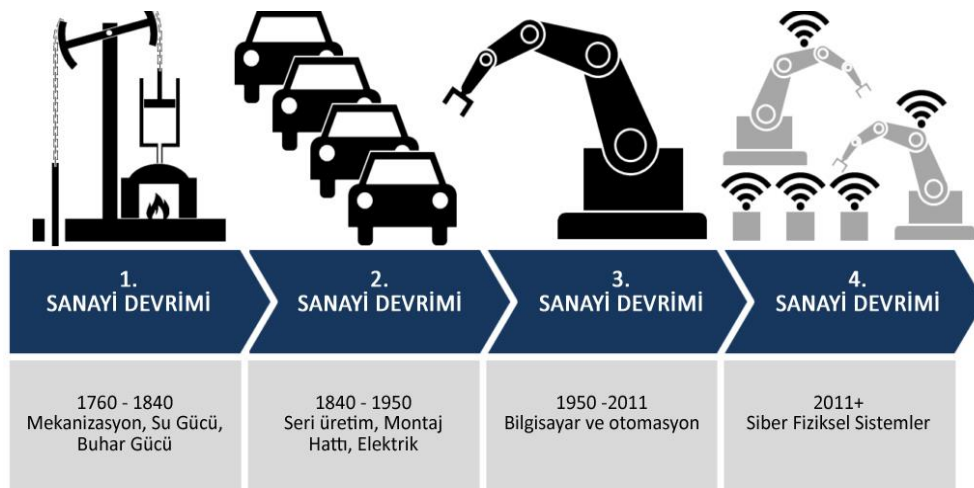 1.
SANAYİ DEVRİMİ
2.
SANAYİ DEVRİMİ
3.
SANAYİ DEVRİMİ
4.
SANAYİ DEVRİMİ
1760 - 1840
Mekanizasyon, Su Gücü,
Buhar Gücü
1840 - 1950
Seri üretim, Montaj
Hattı, Elektrik
1950 -2011
Bilgisayar ve otomasyon
2011+
Siber Fiziksel Sistemler